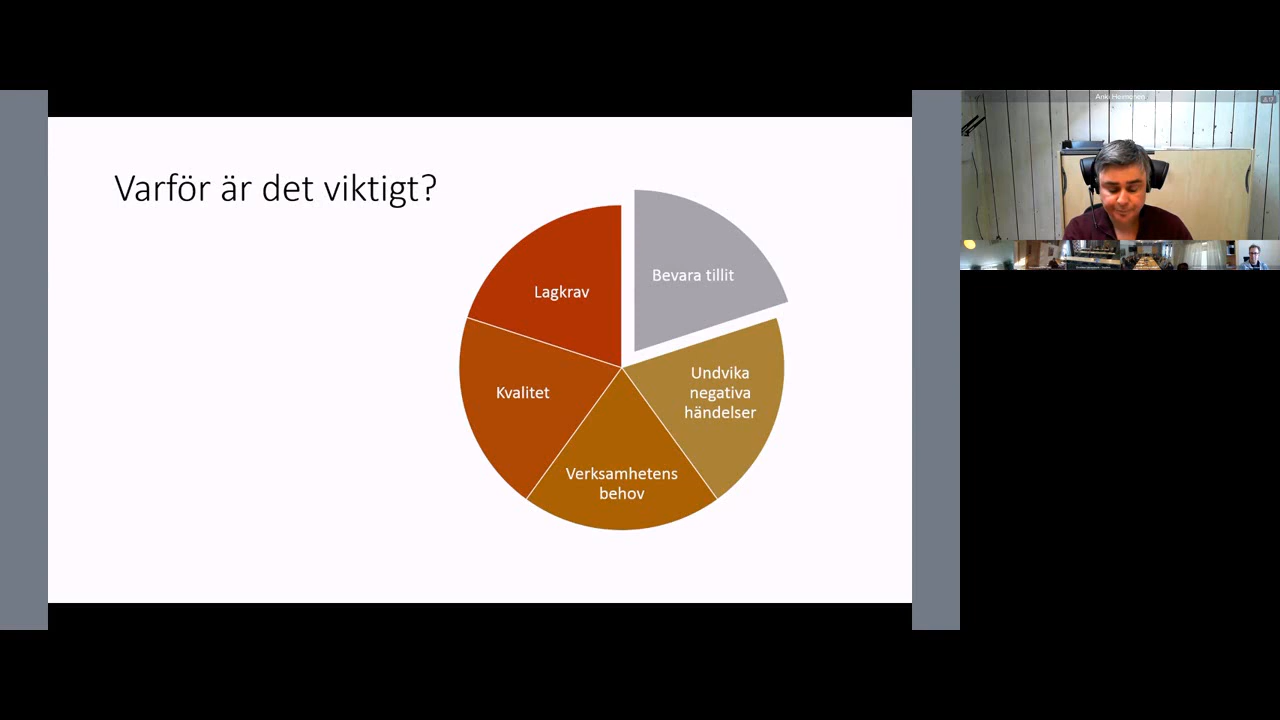 Varför är det viktigt?
Bevara tillit
Lagkrav
Undvika
negativa
händelser
Kvalitet
Verksamhetens
behov